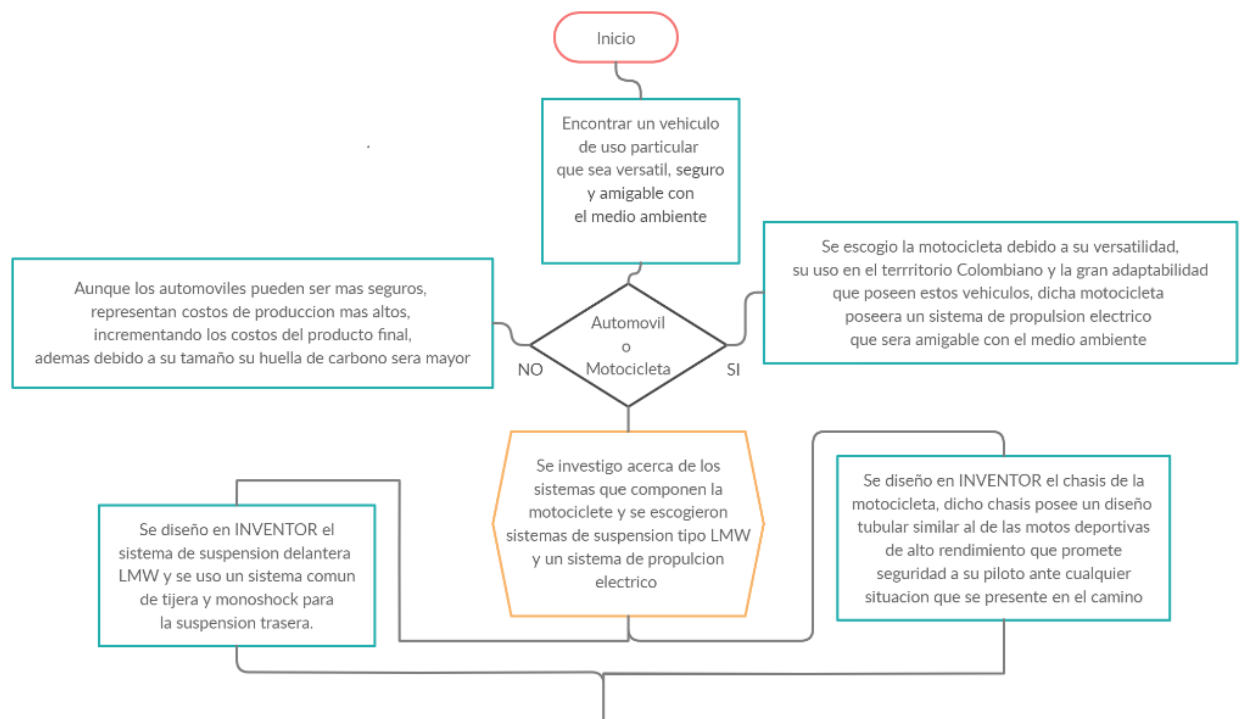 Inicio
Encontrar un vehiculo
de uso particular
que sea versatil, seguro
y amigable con
el medio ambiente
Se escogio la motocicleta debido a su versatilidad,
su uso en el terrritorio Colombiano y la gran adaptabilidad
que poseen estos vehiculos, dicha motocicleta
poseera un sistema de propulsion electrico
que sera amigable con el medio ambiente
Aunque los automoviles pueden ser mas seguros,
representan costos de produccion mas altos,
incrementando los costos del producto final,
ademas debido a su tamaño su huella de carbono sera mayor
Automovil
o
Motocicleta
NO
SI
Se investigo acerca de los
sistemas que componen la
motociclete y se escogieron
sistemas de suspension tipo LMW
y un sistema de propulcion
electrico
Se diseño en INVENTOR el chasis de la
motocicleta, dicho chasis posee un diseño
tubular similar al de las motos deportivas
de alto rendimiento que promete
seguridad a su piloto ante cualquier
situacion que se presente en el camino
Se diseño en INVENTOR el
sistema de suspension delantera
LMW y se uso un sistema comun
de tijera y monoshock para
la suspension trasera.